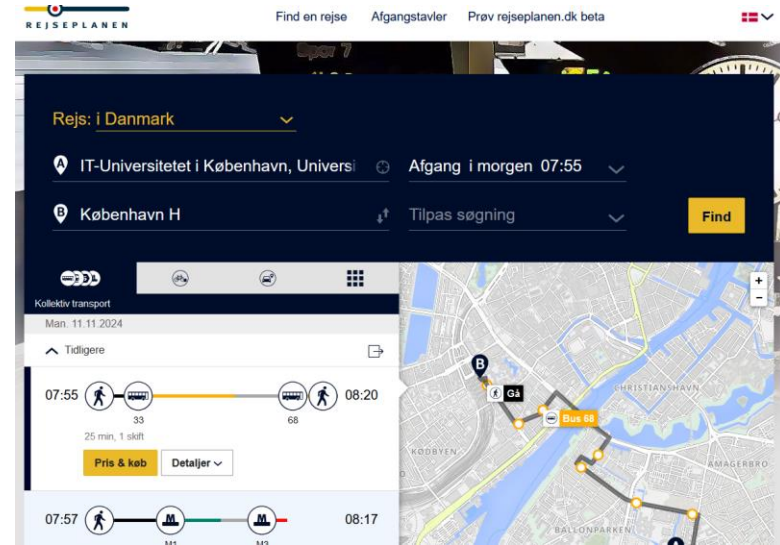 REJSEPLANEN
Find en rejse Afgangstavler Prøv rejseplanen.dk beta
Spor 7
Rejs: i Danmark
A IT-Universitetet i København, Universi
Afgang i morgen 07:55
B København H
Tilpas søgning
Find
Kollektiv transport
Man. 11.11.2024
Tidligere
07:55 08:20
33 68
25 min, 1 skift
Pris & køb Detaljer
07:57 08:17
M1 M3
+
−
B
Gå
Bus 68
CHRISTIANSHAVN
KØDBYEN
AMAGERBRO
BALLONPARKEN
A